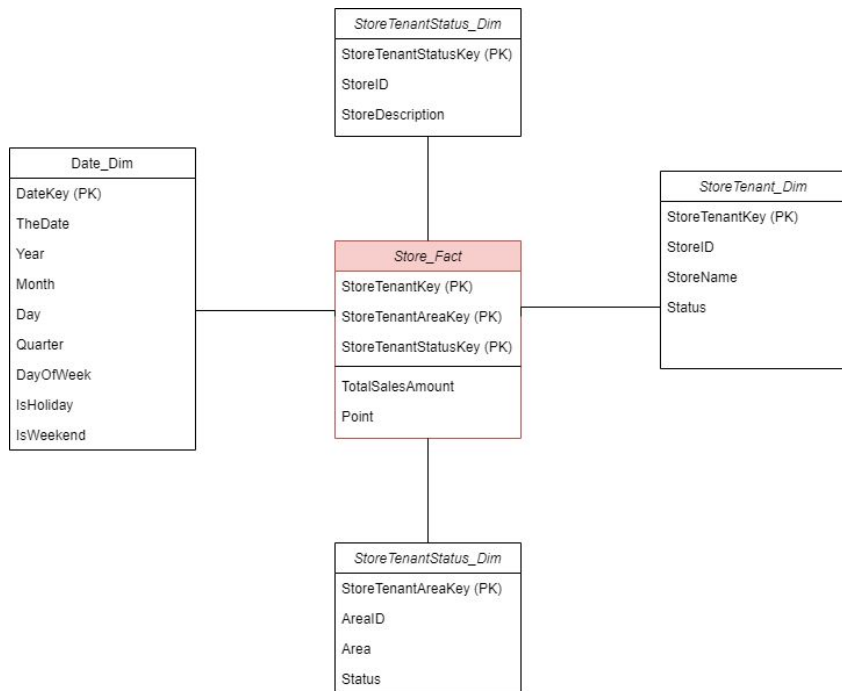 StoreTenantStatus_Dim
StoreTenantStatusKey (PK)
StoreID
StoreDescription
Date_Dim
DateKey (PK)
TheDate
Year
Month
Day
Quarter
DayOfWeek
IsHoliday
IsWeekend
Store_Fact
StoreTenantKey (PK)
StoreTenantAreaKey (PK)
StoreTenantStatusKey (PK)
TotalSalesAmount
Point
StoreTenant_Dim
StoreTenantKey (PK)
StoreID
StoreName
Status
StoreTenantStatus_Dim
StoreTenantAreaKey (PK)
AreaID
Area
Status